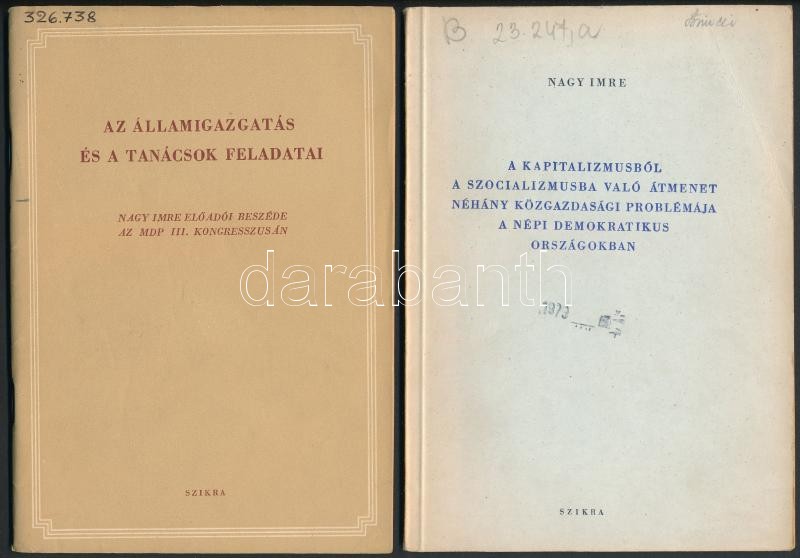 326.738
AZ ÁLLAMIGAZGATÁS
ÉS A TANÁCSOK FELADATAI
NAGY IMRE ELŐADÓI BESZÉDE
AZ MDP III. KONGRESSZUSÁN
SZIKRA
B 23.247,a
NAGY IMRE
A KAPITALIZMUSBÓL
A SZOCIALIZMUSBA VALÓ ÁTMENET
NÉHÁNY KÖZGAZDASÁGI PROBLÉMÁJA
A NÉPI DEMOKRATIKUS
ORSZÁGOKBAN
1973
SZIKRA
darabanth